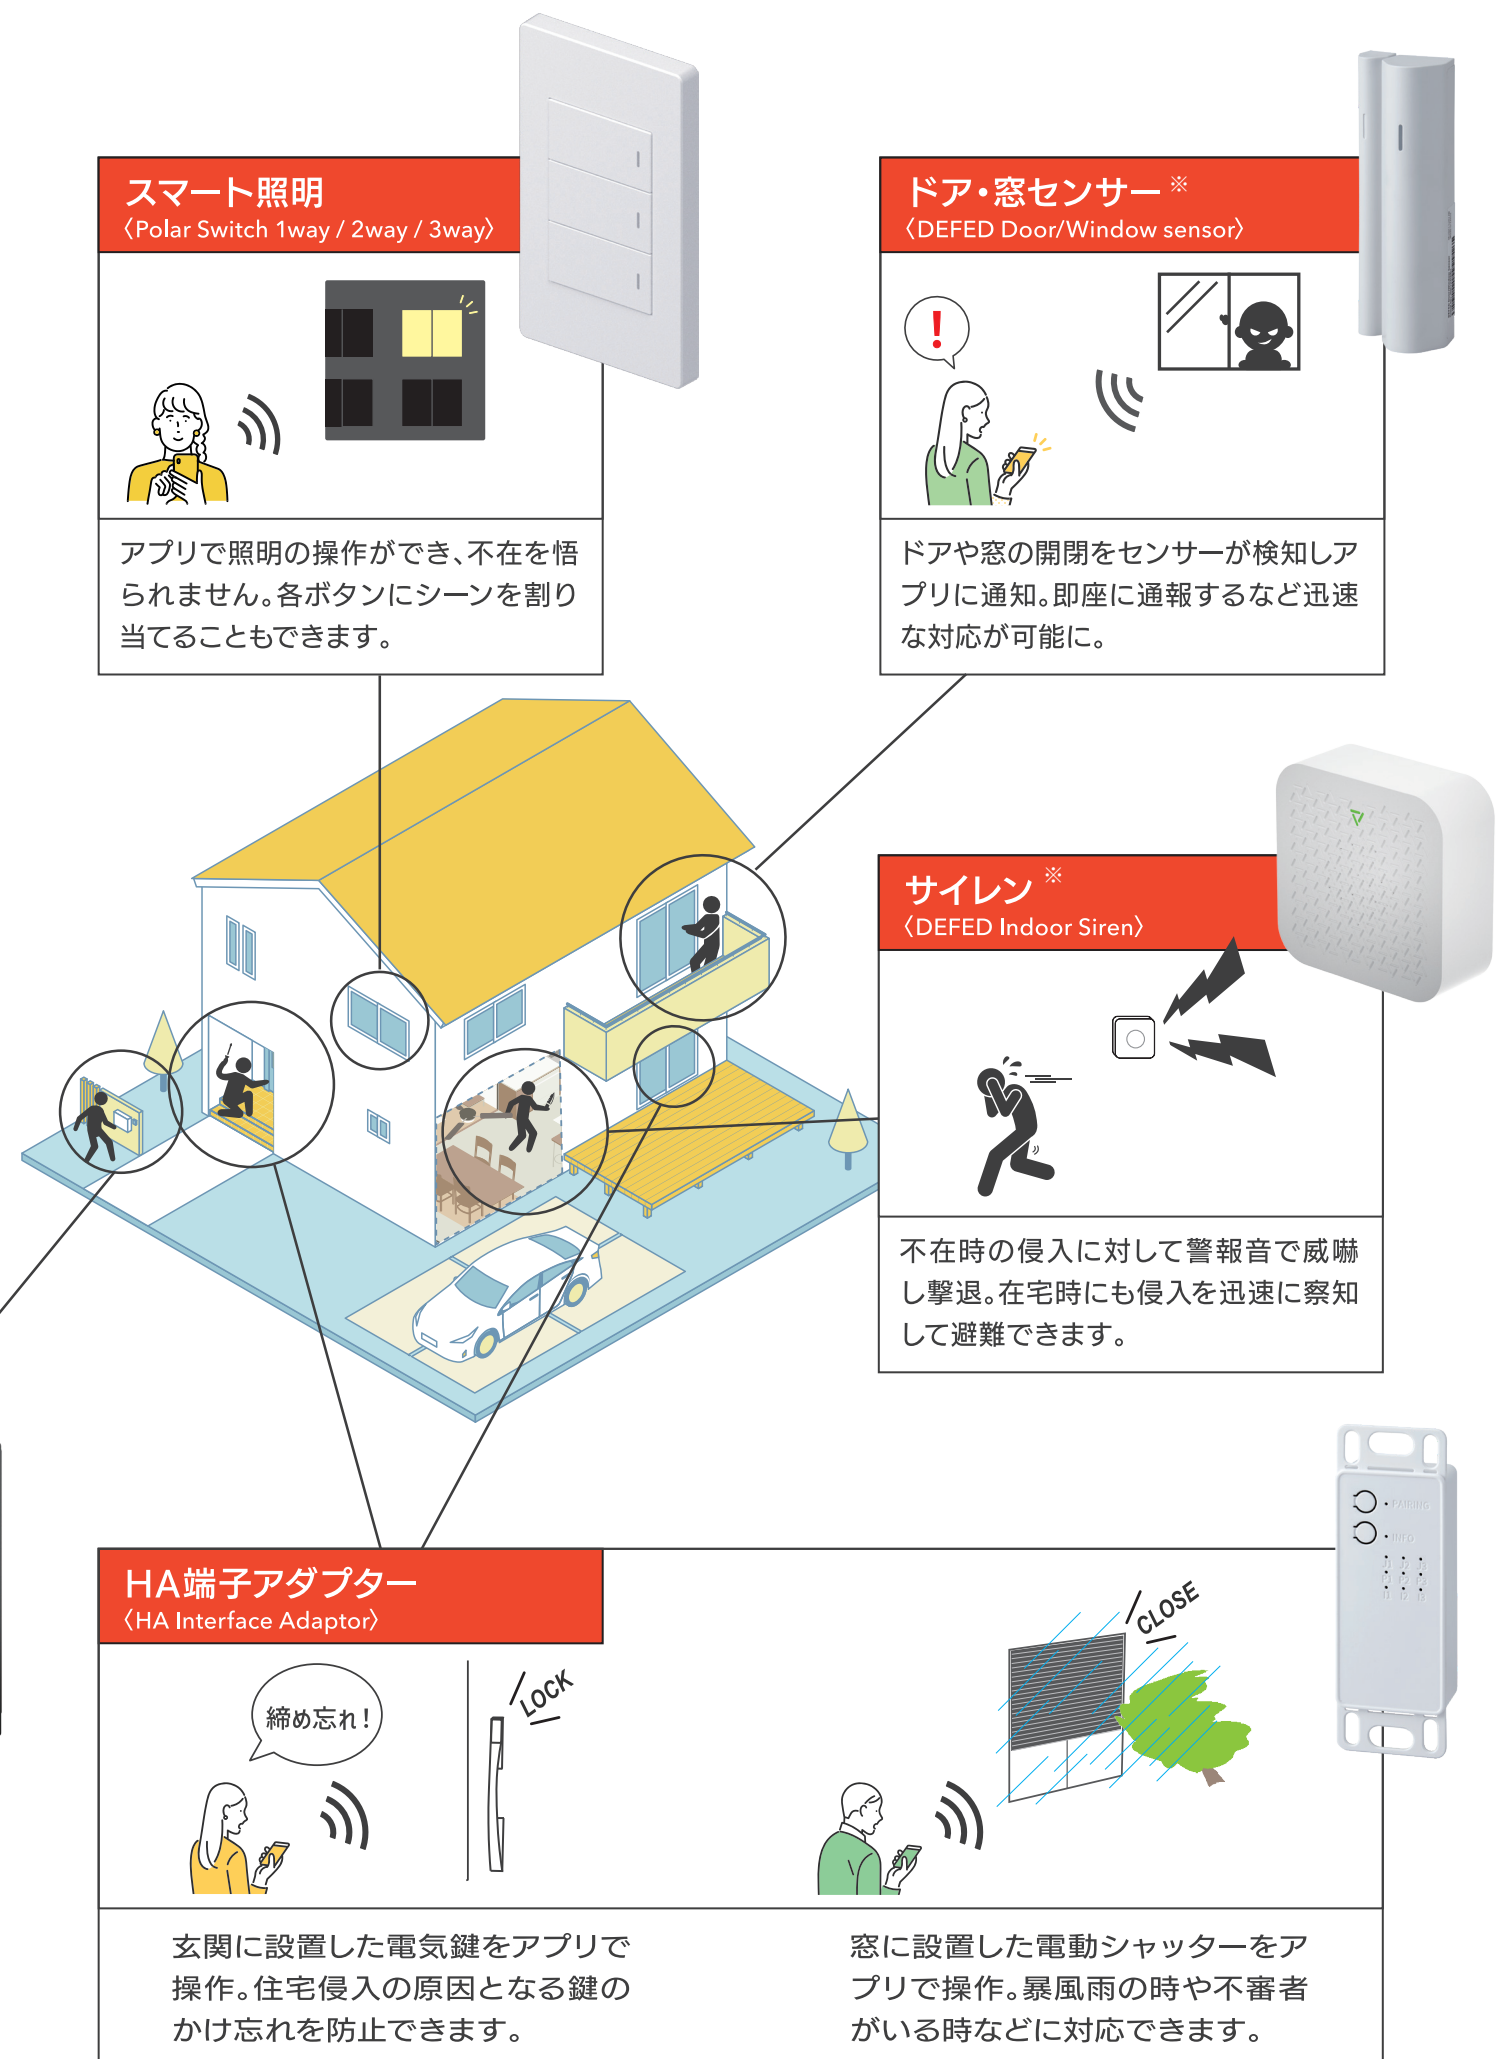 スマート照明
〈Polar Switch 1way / 2way / 3way〉
アプリで照明の操作ができ、不在を悟
られません。各ボタンにシーンを割り
当てることもできます。
ドア・窓センサー※
〈DEFED Door/Window sensor〉
!
ドアや窓の開閉をセンサーが検知しア
プリに通知。即座に通報するなど迅速
な対応が可能に。
サイレン※
〈DEFED Indoor Siren〉
不在時の侵入に対して警報音で威嚇
し撃退。在宅時にも侵入を迅速に察知
して避難できます。
HA端子アダプター
〈HA Interface Adaptor〉
PAIRING
INFO
締め忘れ!
LOCK
CLOSE
玄関に設置した電気鍵をアプリで
操作。住宅侵入の原因となる鍵の
かけ忘れを防止できます。
窓に設置した電動シャッターをア
プリで操作。暴風雨の時や不審者
がいる時などに対応できます。